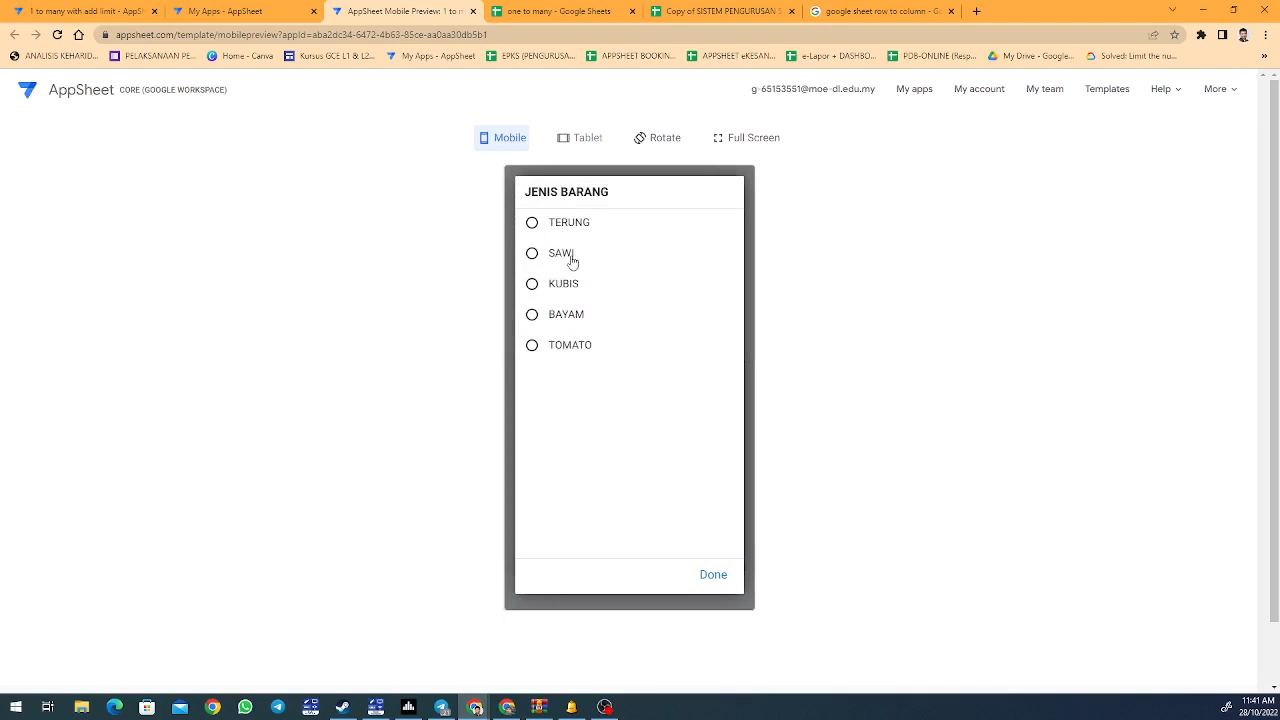 1 to many with add limit - AppSh
My Apps - AppSheet
AppSheet Mobile Preview: 1 to m
one to many - Google Sheets
Copy of SISTEM PENGURUSAN S
google sheet row to column - Go
appsheet.com/template/mobilepreview?appId=aba2dc34-6472-4b63-85ce-aa0aa30db5b1
ANALISIS KEHARID...
PELAKSANAAN PE...
Home - Canva
Kursus GCE L1 & L2...
My Apps - AppSheet
EPKS (PENGURUSA...
APPSHEET BOOKIN...
APPSHEET eKESAN...
e-Lapor + DASHBO...
PDB-ONLINE (Resp...
My Drive - Google...
Solved: Limit the nu...
»
AppSheet CORE (GOOGLE WORKSPACE)
g-65153551@moe-dl.edu.my
My apps
My account
My team
Templates
Help
More
Mobile
Tablet
Rotate
Full Screen
JENIS BARANG
TERUNG
SAWI
KUBIS
BAYAM
TOMATO
Done
11:41 AM
28/10/2022